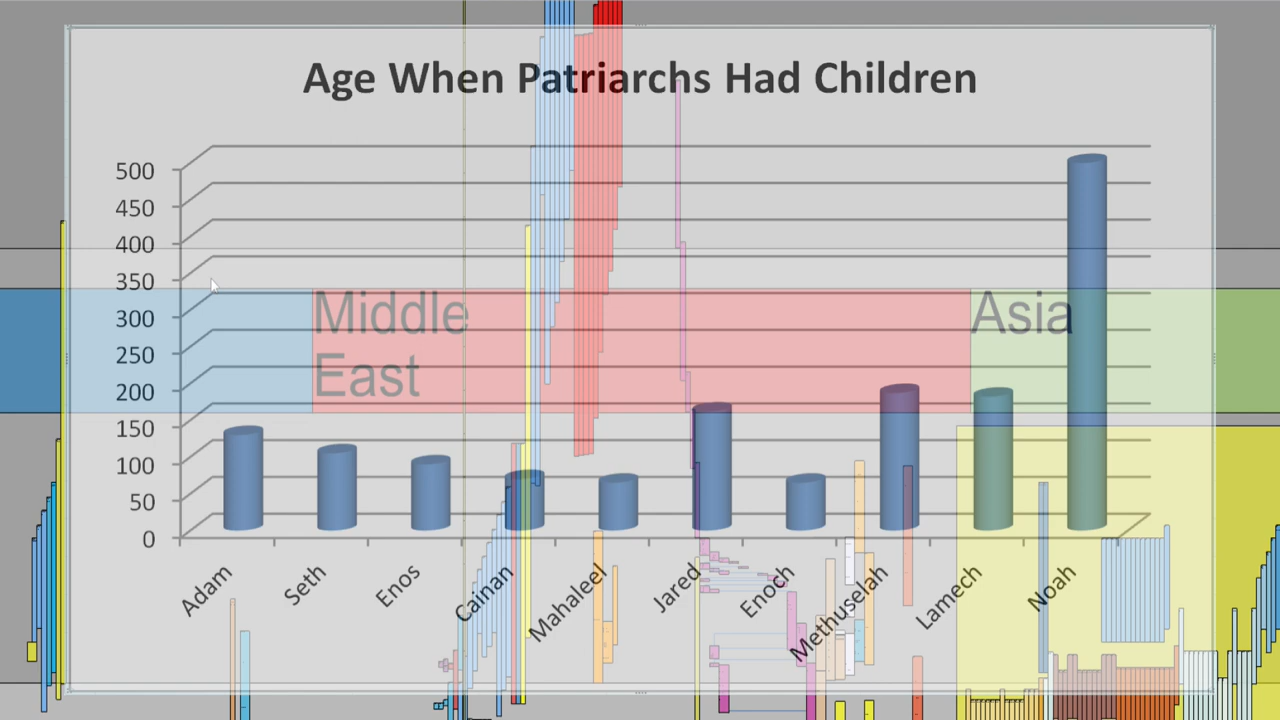 Age When Patriarchs Had Children
500
450
400
350
300
250
200
150
100
50
0
Middle
East
Asia
Adam
Seth
Enos
Cainan
Mahaleel
Jared
Enoch
Methuselah
Lamech
Noah